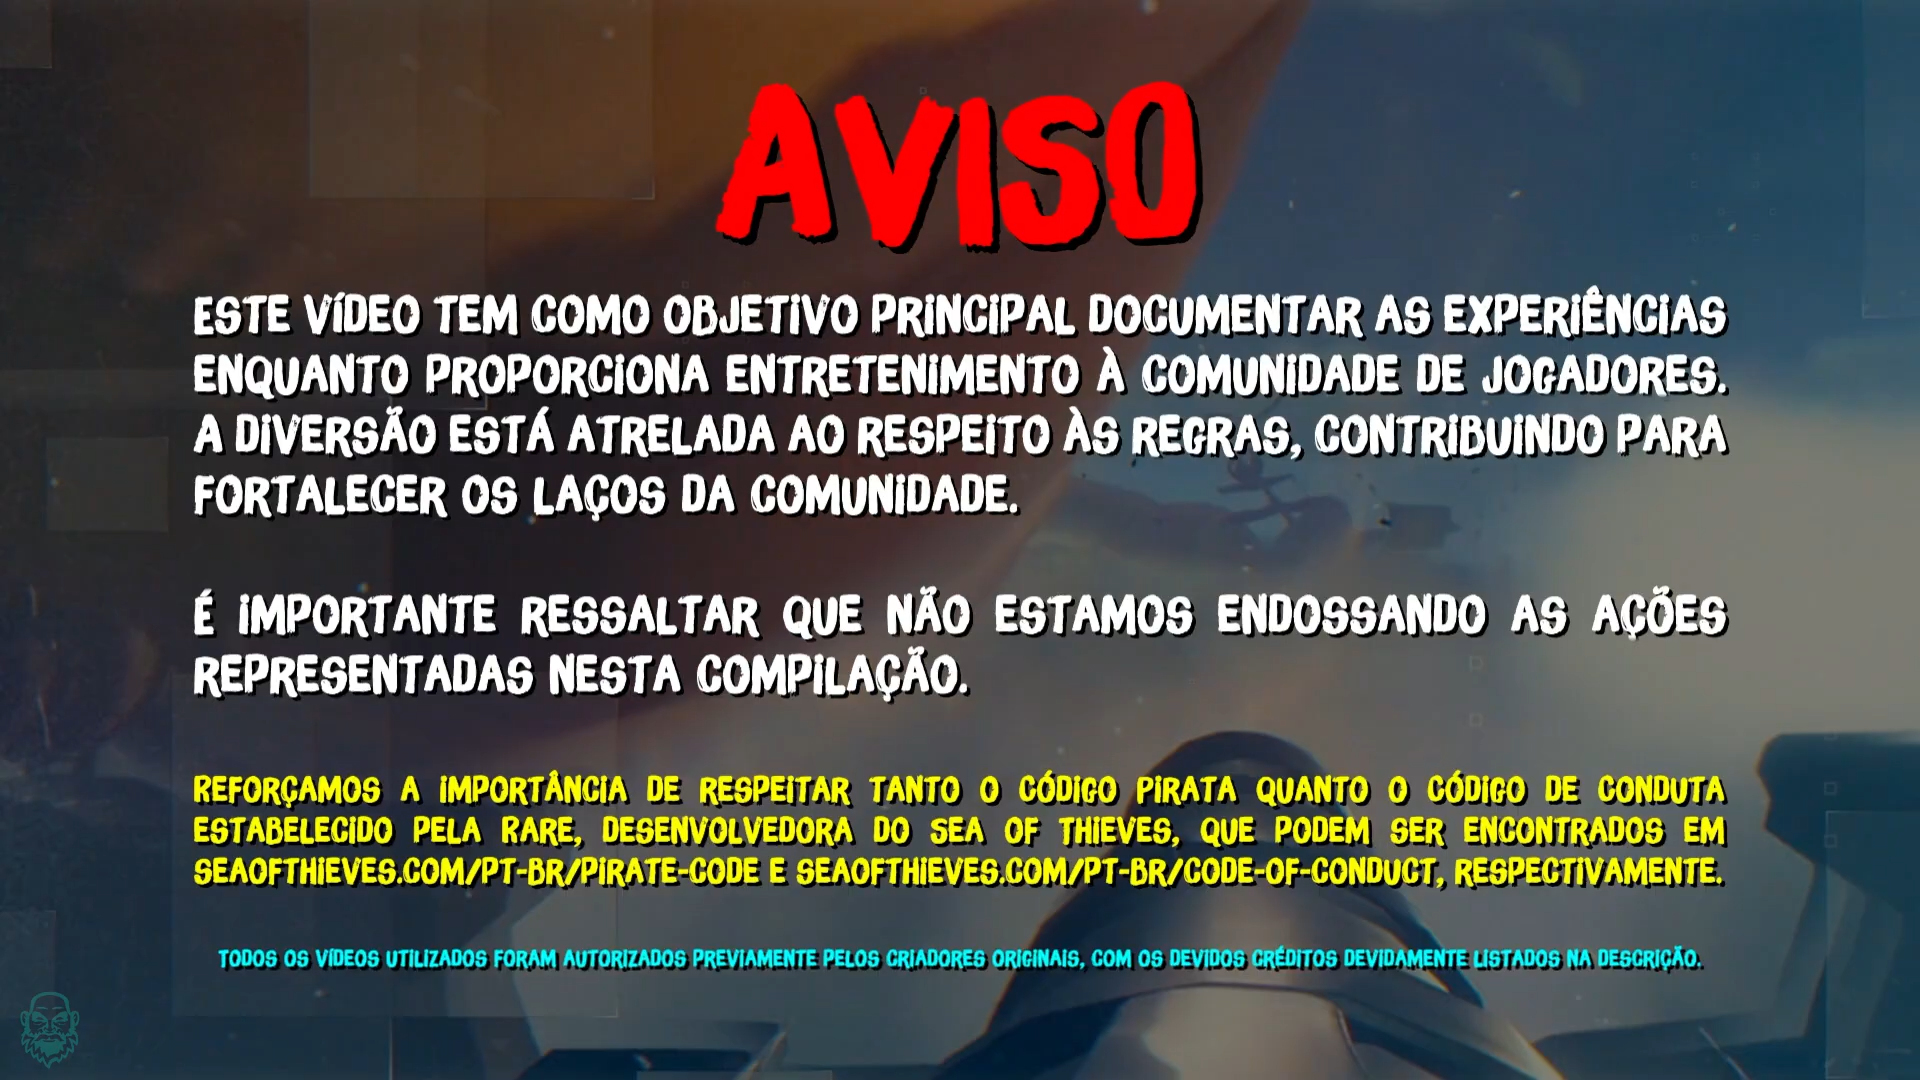 AVISO
ESTE VÍDEO TEM COMO OBJETIVO PRINCIPAL DOCUMENTAR AS EXPERIÊNCIAS
ENQUANTO PROPORCIONA ENTRETENIMENTO À COMUNIDADE DE JOGADORES.
A DIVERSÃO ESTÁ ATRELADA AO RESPEITO ÀS REGRAS, CONTRIBUINDO PARA
FORTALECER OS LAÇOS DA COMUNIDADE.
É IMPORTANTE RESSALTAR QUE NÃO ESTAMOS ENDOSSANDO AS AÇÕES
REPRESENTADAS NESTA COMPILAÇÃO.
REFORÇAMOS A IMPORTÂNCIA DE RESPEITAR TANTO O CÓDIGO PIRATA QUANTO O CÓDIGO DE CONDUTA
ESTABELECIDO PELA RARE, DESENVOLVEDORA DO SEA OF THIEVES, QUE PODEM SER ENCONTRADOS EM
SEAOFTHIEVES.COM/PT-BR/PIRATE-CODE E SEAOFTHIEVES.COM/PT-BR/CODE-OF-CONDUCT, RESPECTIVAMENTE.
TODOS OS VÍDEOS UTILIZADOS FORAM AUTORIZADOS PREVIAMENTE PELOS CRIADORES ORIGINAIS, COM OS DEVIDOS CRÉDITOS DEVIDAMENTE LISTADOS NA DESCRIÇÃO.